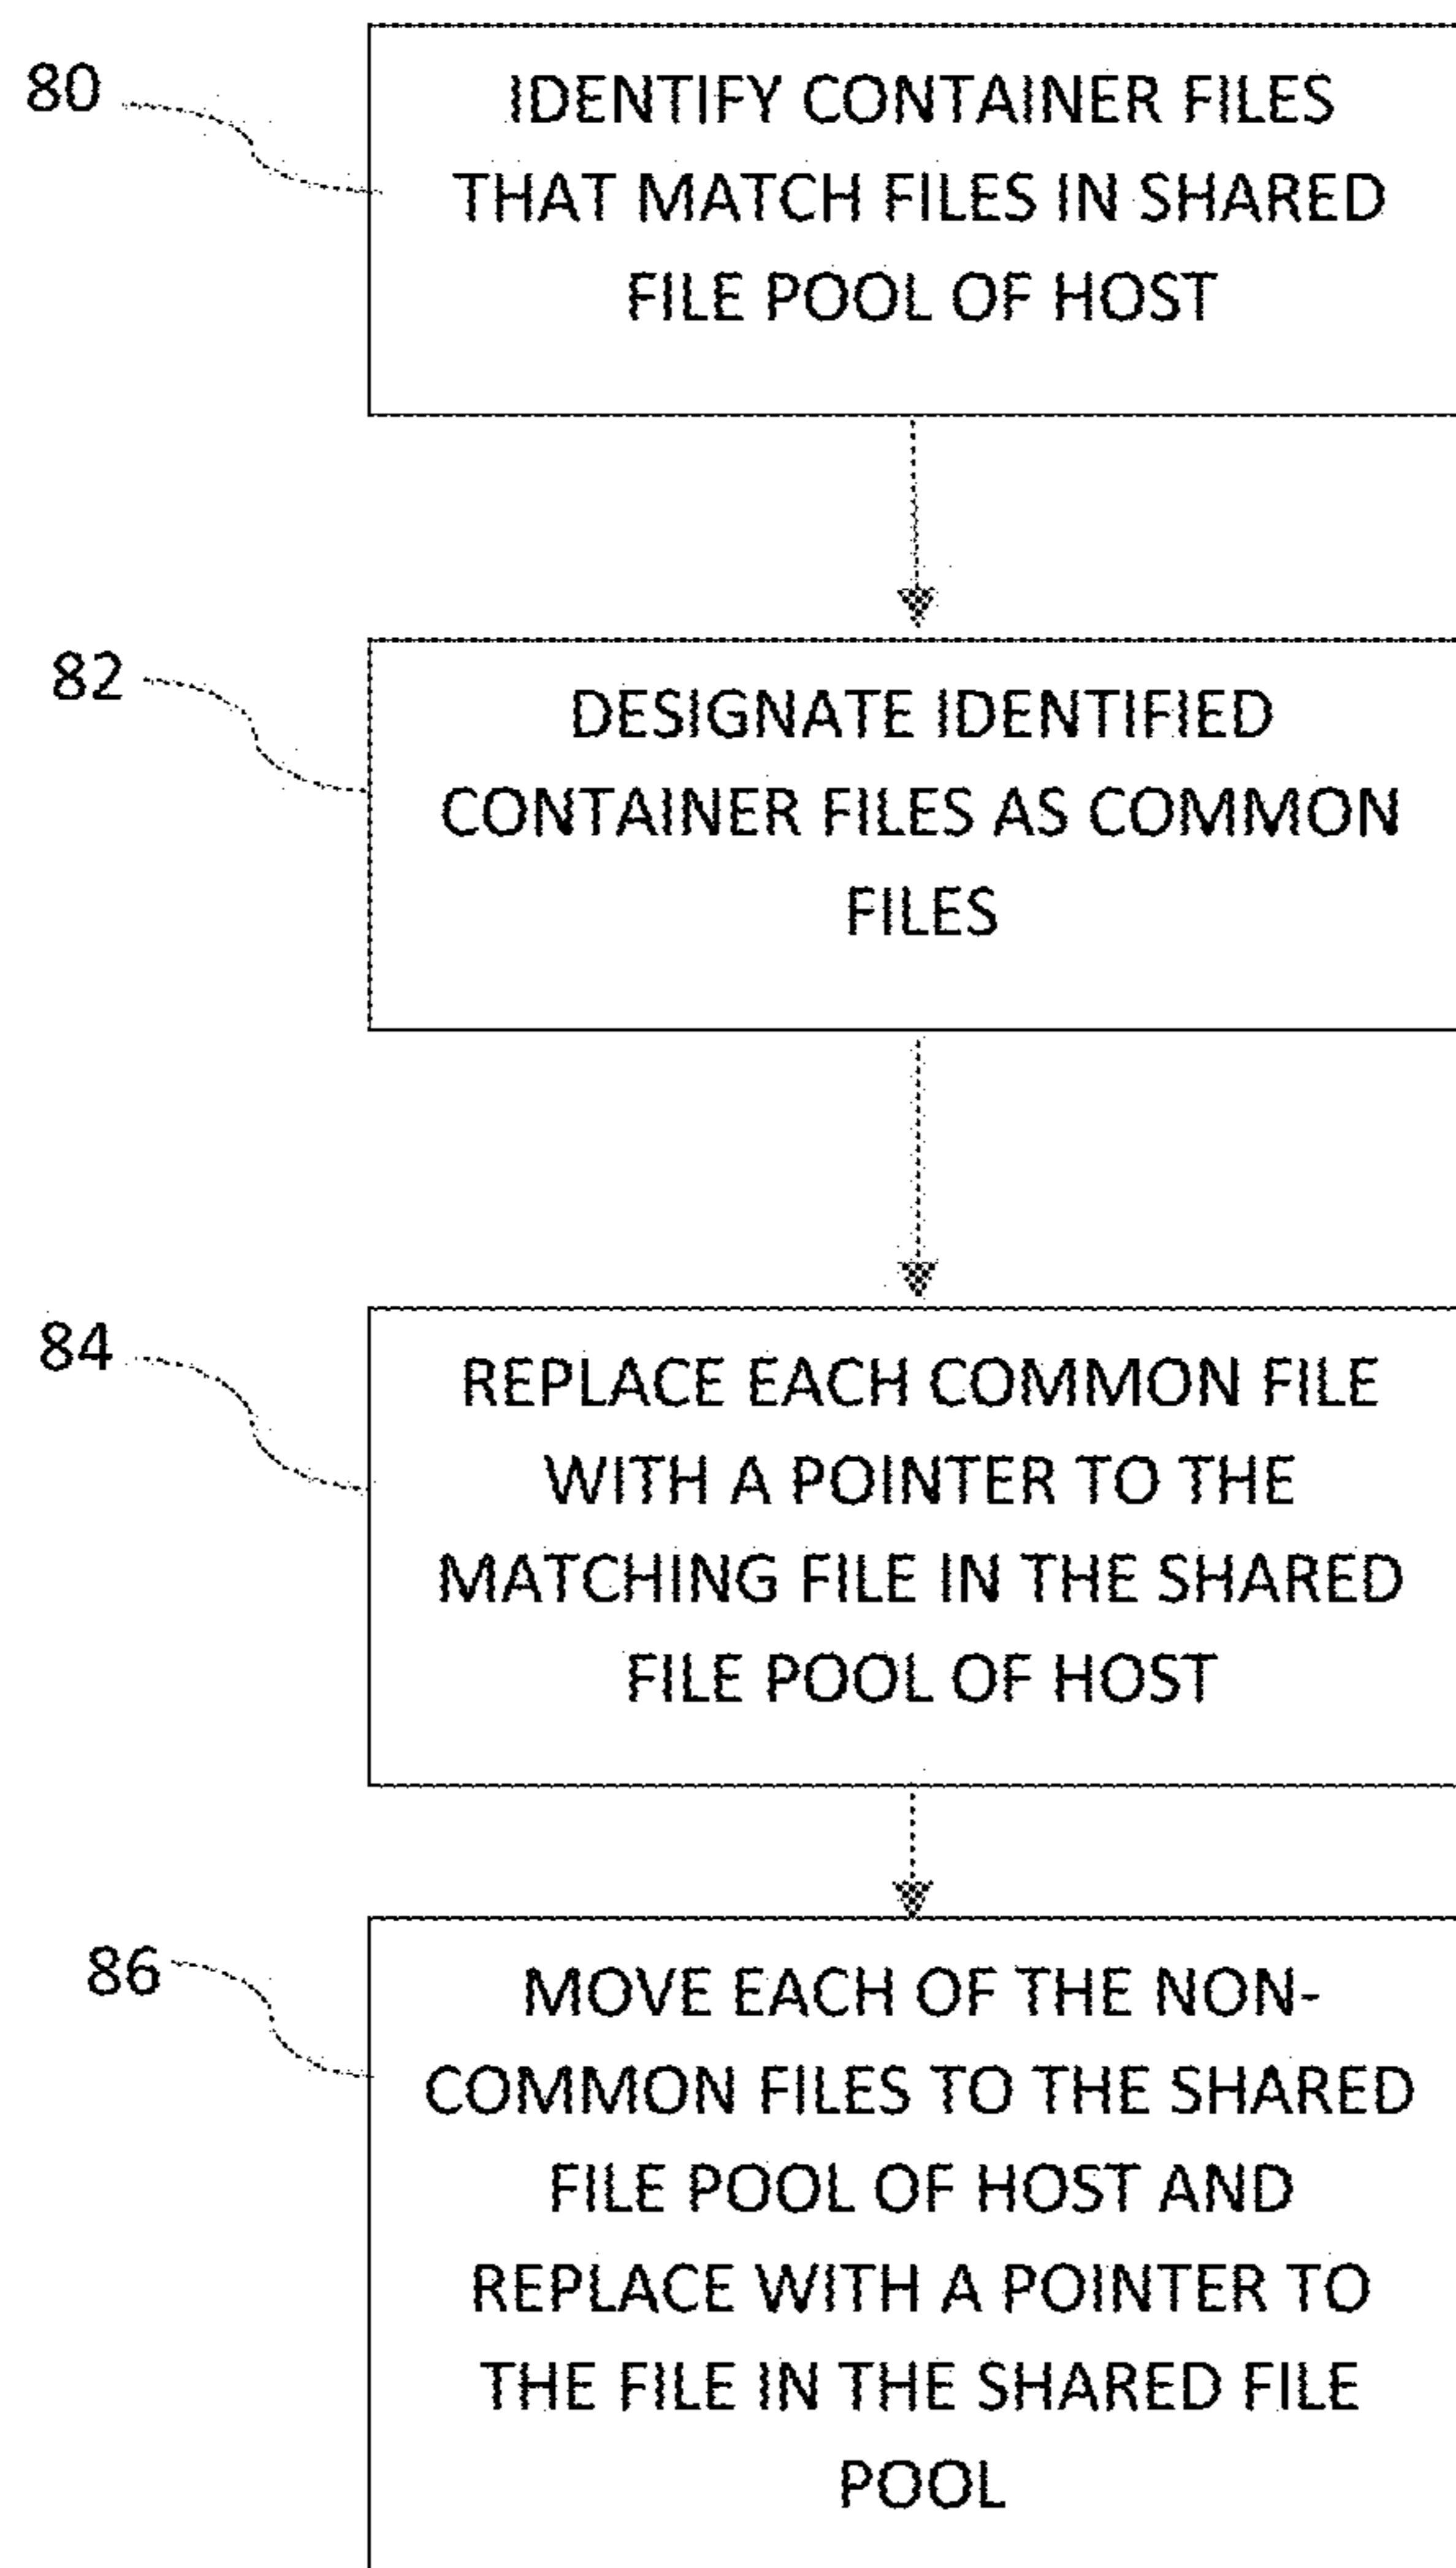 80
IDENTIFY CONTAINER FILES
THAT MATCH FILES IN SHARED
FILE POOL OF HOST
82
DESIGNATE IDENTIFIED
CONTAINER FILES AS COMMON
FILES
84
REPLACE EACH COMMON FILE
WITH A POINTER TO THE
MATCHING FILE IN THE SHARED
FILE POOL OF HOST
86
MOVE EACH OF THE NON-
COMMON FILES TO THE SHARED
FILE POOL OF HOST AND
REPLACE WITH A POINTER TO
THE FILE IN THE SHARED FILE
POOL